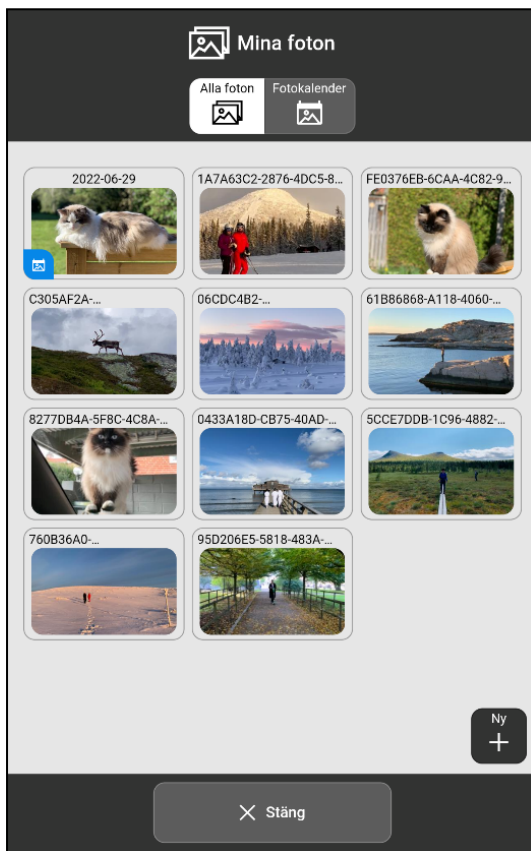 Mina foton
Alla foton
Fotokalender
2022-06-29
1A7A63C2-2876-4DC5-8...
FE0376EB-6CAA-4C82-9...
C305AF2A-...
06CDC4B2-...
61B86868-A118-4060-...
8277DB4A-5F8C-4C8A-...
0433A18D-CB75-40AD-...
5CCE7DDB-1C96-4882-...
760B36A0-...
95D206E5-5818-483A-...
Ny
Stäng